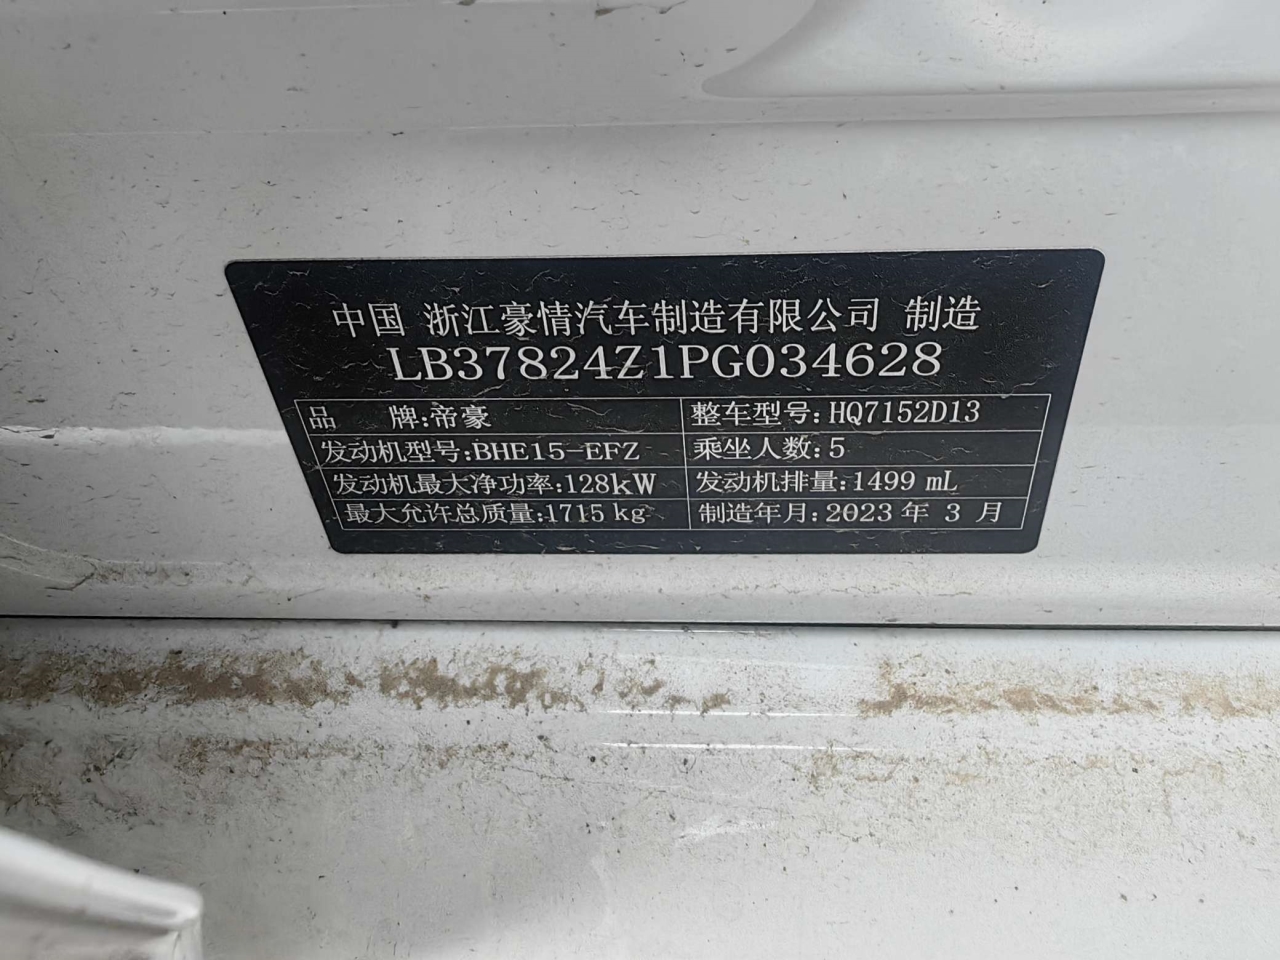 中国 浙江豪情汽车制造有限公司 制造
LB37824Z1PG034628
品 牌:帝豪 整车型号:HQ7152D13
发动机型号:BHE15-EFZ 乘坐人数:5
发动机最大净功率:128kW 发动机排量:1499 mL
最大允许总质量:1715kg 制造年月:2023 年 3 月